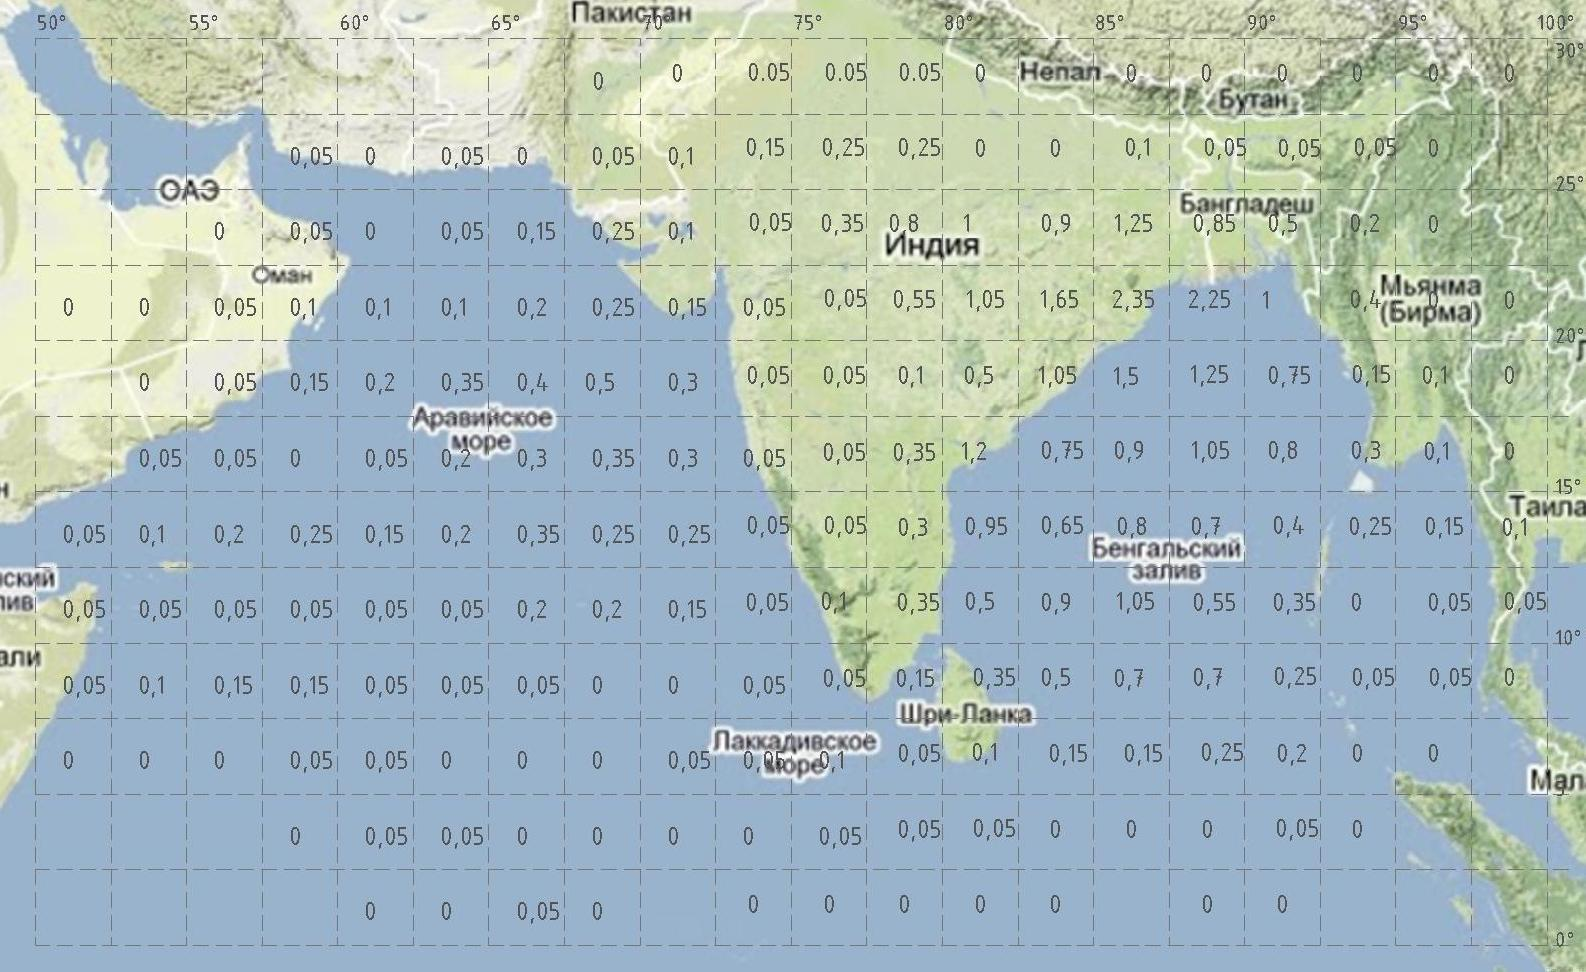 50° 55° 60° 65° 70° 75° 80° 85° 90° 95° 100°
Пакистан
30°
0 0 0.05 0.05 0.05 0 Непал 0 0 0 0 0 0
Бутан
0,05 0 0,05 0 0,05 0,1 0,15 0,25 0,25 0 0 0,1 0,05 0,05 0,05 0
25°
ОАЭ
Бангладеш
0 0,05 0 0,05 0,15 0,25 0,1 0,05 0,35 0,8 1 0,9 1,25 0,85 0,5 0,2 0
Индия
Оман
Мьянма
0 0 0,05 0,1 0,1 0,1 0,2 0,25 0,15 0,05 0,05 0,55 1,05 1,65 2,35 2,25 1 0,4 0 0
(Бирма)
20°
0 0,05 0,15 0,2 0,35 0,4 0,5 0,3 0,05 0,05 0,1 0,5 1,05 1,5 1,25 0,75 0,15 0,1 0
Аравийское
море
0,05 0,05 0 0,05 0,2 0,3 0,35 0,3 0,05 0,05 0,35 1,2 0,75 0,9 1,05 0,8 0,3 0,1 0
н
15°
Таила
0,05 0,1 0,2 0,25 0,15 0,2 0,35 0,25 0,25 0,05 0,05 0,3 0,95 0,65 0,8 0,7 0,4 0,25 0,15 0,1
Бенгальский
залив
нский
лив
0,05 0,05 0,05 0,05 0,05 0,05 0,2 0,2 0,15 0,05 0,1 0,35 0,5 0,9 1,05 0,55 0,35 0 0,05 0,05
10°
али
0,05 0,1 0,15 0,15 0,05 0,05 0,05 0 0 0,05 0,05 0,15 0,35 0,5 0,7 0,7 0,25 0,05 0,05 0
Шри-Ланка
Лаккадивское
море
0 0 0 0,05 0,05 0 0 0 0,05 0,05 0,1 0,05 0,1 0,15 0,15 0,25 0,2 0 0
Мал
5°
0 0,05 0,05 0 0 0 0 0,05 0,05 0,05 0 0 0 0,05 0
0 0 0,05 0 0 0 0 0 0 0 0
0°